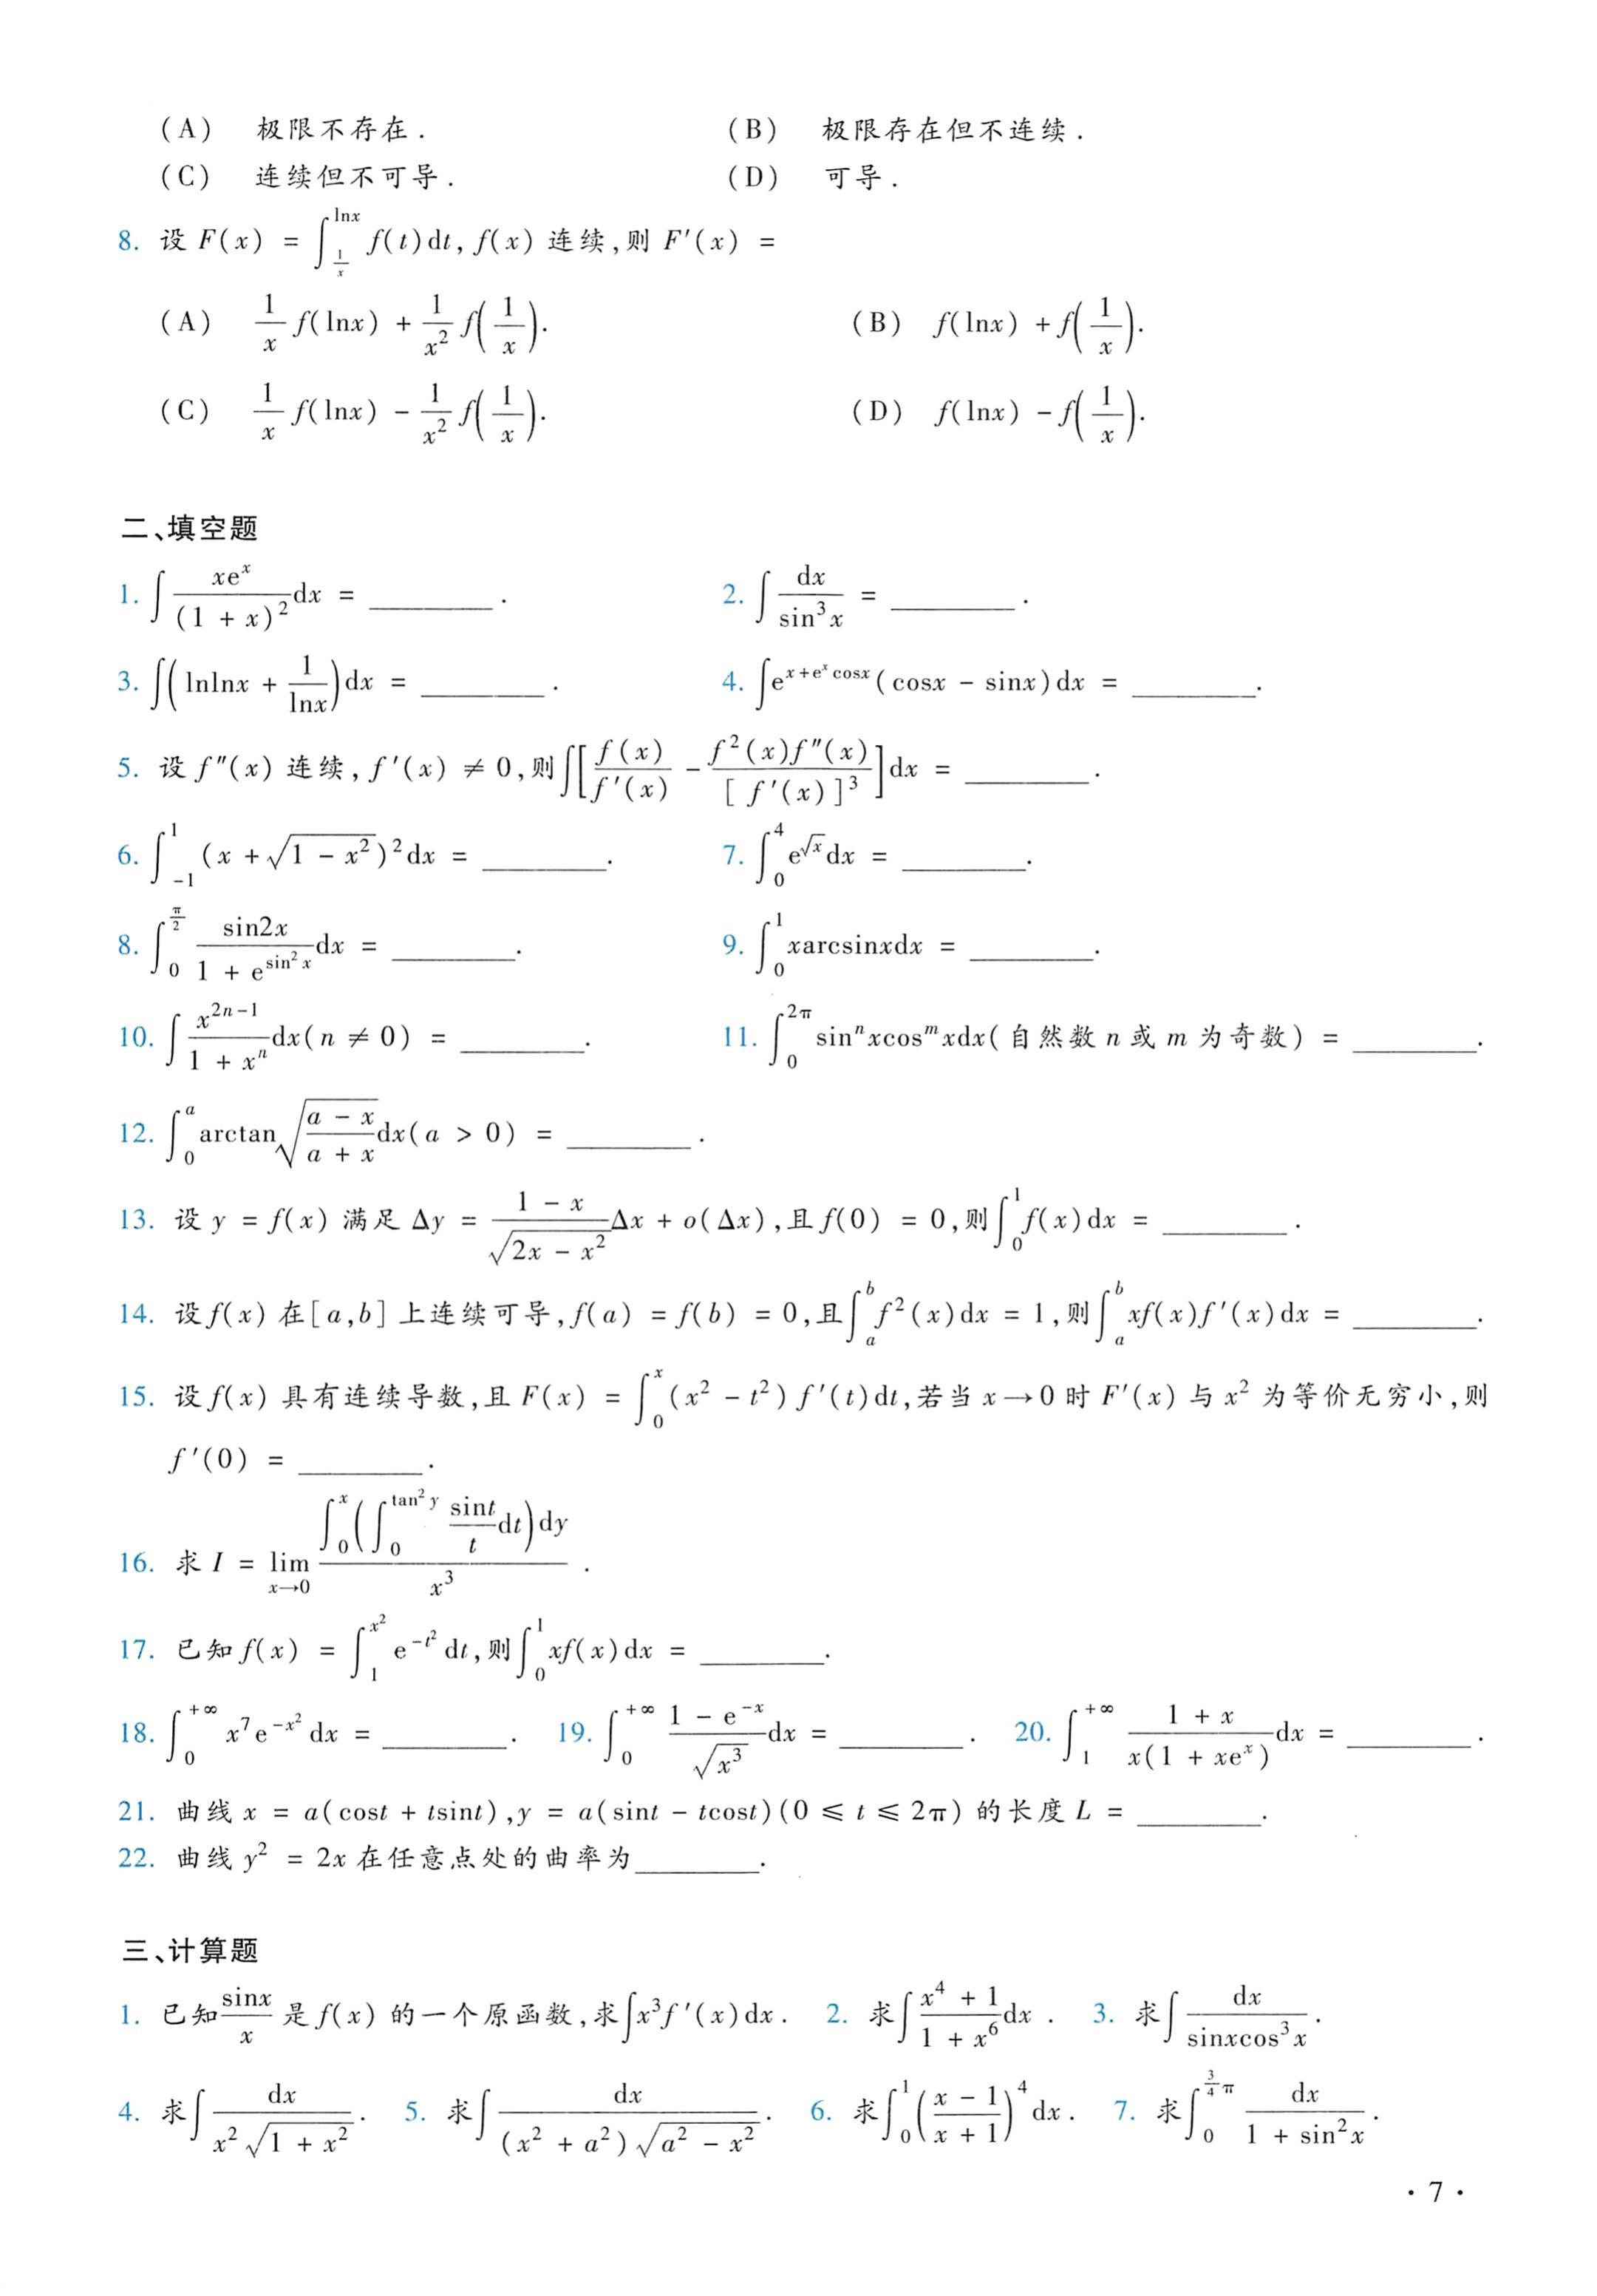 (A) 极限不存在. (B) 极限存在但不连续.
(C) 连续但不可导. (D) 可导.
8. 设 $F(x) = \int_{\frac{1}{x}}^{\ln x} f(t)\mathrm{d}t$, $f(x)$ 连续,则 $F'(x) =$
(A) $\frac{1}{x}f(\ln x) + \frac{1}{x^2}f\left(\frac{1}{x}\right)$. (B) $f(\ln x) + f\left(\frac{1}{x}\right)$.
(C) $\frac{1}{x}f(\ln x) - \frac{1}{x^2}f\left(\frac{1}{x}\right)$. (D) $f(\ln x) - f\left(\frac{1}{x}\right)$.
二、填空题
1. $\int \frac{xe^x}{(1+x)^2}\mathrm{d}x =$ ________. 2. $\int \frac{\mathrm{d}x}{\sin^3 x} =$ ________.
3. $\int \left(\ln\ln x + \frac{1}{\ln x}\right)\mathrm{d}x =$ ________. 4. $\int e^{x+e^x\cos x}(\cos x - \sin x)\mathrm{d}x =$ ________.
5. 设 $f''(x)$ 连续, $f'(x) \neq 0$,则 $\int\left[\frac{f(x)}{f'(x)} - \frac{f^2(x)f''(x)}{[f'(x)]^3}\right]\mathrm{d}x =$ ________.
6. $\int_{-1}^{1}(x + \sqrt{1-x^2})^2\mathrm{d}x =$ ________. 7. $\int_0^4 e^{\sqrt{x}}\mathrm{d}x =$ ________.
8. $\int_0^{\frac{\pi}{2}} \frac{\sin 2x}{1+e^{\sin^2 x}}\mathrm{d}x =$ ________. 9. $\int_0^1 x\arcsin x\mathrm{d}x =$ ________.
10. $\int \frac{x^{2n-1}}{1+x^n}\mathrm{d}x(n \neq 0) =$ ________. 11. $\int_0^{2\pi}\sin^n x\cos^m x\mathrm{d}x$(自然数 n 或 m 为奇数) = ________.
12. $\int_0^a \arctan\sqrt{\frac{a-x}{a+x}}\mathrm{d}x(a > 0) =$ ________.
13. 设 $y = f(x)$ 满足 $\Delta y = \frac{1-x}{\sqrt{2x-x^2}}\Delta x + o(\Delta x)$,且 $f(0) = 0$,则 $\int_0^1 f(x)\mathrm{d}x =$ ________.
14. 设 $f(x)$ 在 $[a,b]$ 上连续可导, $f(a) = f(b) = 0$,且 $\int_a^b f^2(x)\mathrm{d}x = 1$,则 $\int_a^b xf(x)f'(x)\mathrm{d}x =$ ________.
15. 设 $f(x)$ 具有连续导数,且 $F(x) = \int_0^x (x^2 - t^2)f'(t)\mathrm{d}t$,若当 $x \to 0$ 时 $F'(x)$ 与 $x^2$ 为等价无穷小,则
$f'(0) =$ ________.
16. 求 $I = \lim_{x \to 0}\frac{\int_0^x\left(\int_0^{\tan^2 y}\frac{\sin t}{t}\mathrm{d}t\right)\mathrm{d}y}{x^3}$.
17. 已知 $f(x) = \int_1^{x^2} e^{-t^2}\mathrm{d}t$,则 $\int_0^1 xf(x)\mathrm{d}x =$ ________.
18. $\int_0^{+\infty} x^7e^{-x^2}\mathrm{d}x =$ ________. 19. $\int_0^{+\infty}\frac{1-e^{-x}}{\sqrt{x^3}}\mathrm{d}x =$ ________. 20. $\int_1^{+\infty}\frac{1+x}{x(1+xe^x)}\mathrm{d}x =$ ________.
21. 曲线 $x = a(\cos t + t\sin t), y = a(\sin t - t\cos t)(0 \leqslant t \leqslant 2\pi)$ 的长度 $L =$ ________.
22. 曲线 $y^2 = 2x$ 在任意点处的曲率为________.
三、计算题
1. 已知 $\frac{\sin x}{x}$ 是 $f(x)$ 的一个原函数,求 $\int x^3f'(x)\mathrm{d}x$. 2. 求 $\int\frac{x^4+1}{1+x^6}\mathrm{d}x$. 3. 求 $\int\frac{\mathrm{d}x}{\sin x\cos^3 x}$.
4. 求 $\int\frac{\mathrm{d}x}{x^2\sqrt{1+x^2}}$. 5. 求 $\int\frac{\mathrm{d}x}{(x^2+a^2)\sqrt{a^2-x^2}}$. 6. 求 $\int_0^1\left(\frac{x-1}{x+1}\right)^4\mathrm{d}x$. 7. 求 $\int_0^{\frac{3}{4}\pi}\frac{\mathrm{d}x}{1+\sin^2 x}$.
· 7 ·